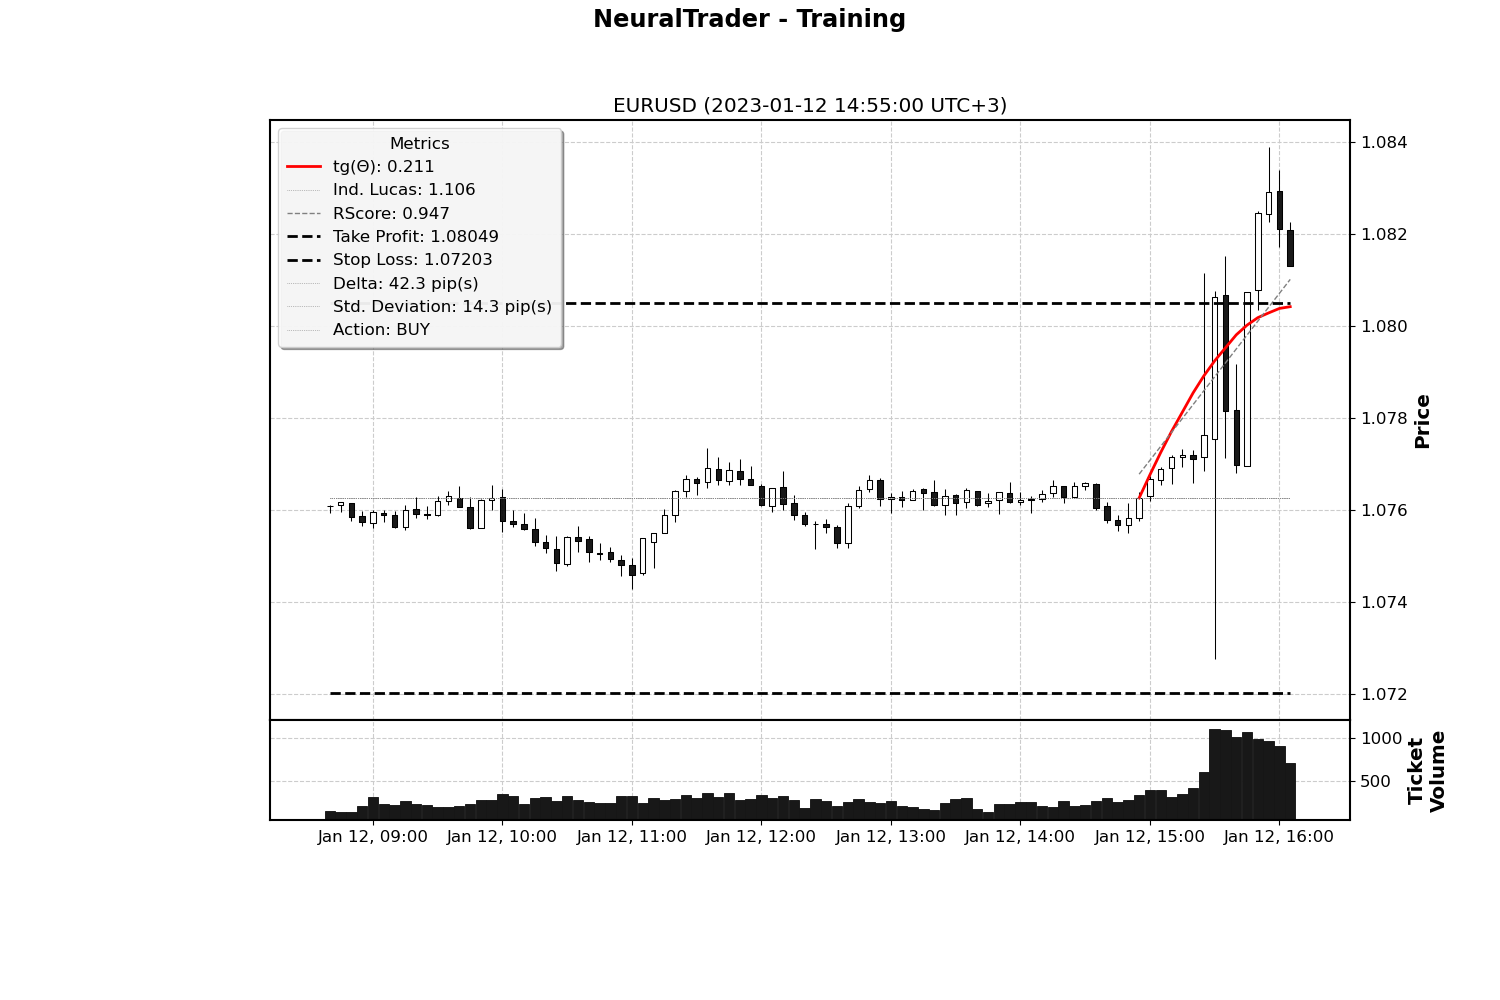 NeuralTrader - Training
EURUSD (2023-01-12 14:55:00 UTC+3)
Metrics
tg(Θ): 0.211
Ind. Lucas: 1.106
RScore: 0.947
Take Profit: 1.08049
Stop Loss: 1.07203
Delta: 42.3 pip(s)
Std. Deviation: 14.3 pip(s)
Action: BUY
1.084
1.082
1.080
1.078
1.076
1.074
1.072
Price
1000
500
Ticket
Volume
Jan 12, 09:00
Jan 12, 10:00
Jan 12, 11:00
Jan 12, 12:00
Jan 12, 13:00
Jan 12, 14:00
Jan 12, 15:00
Jan 12, 16:00